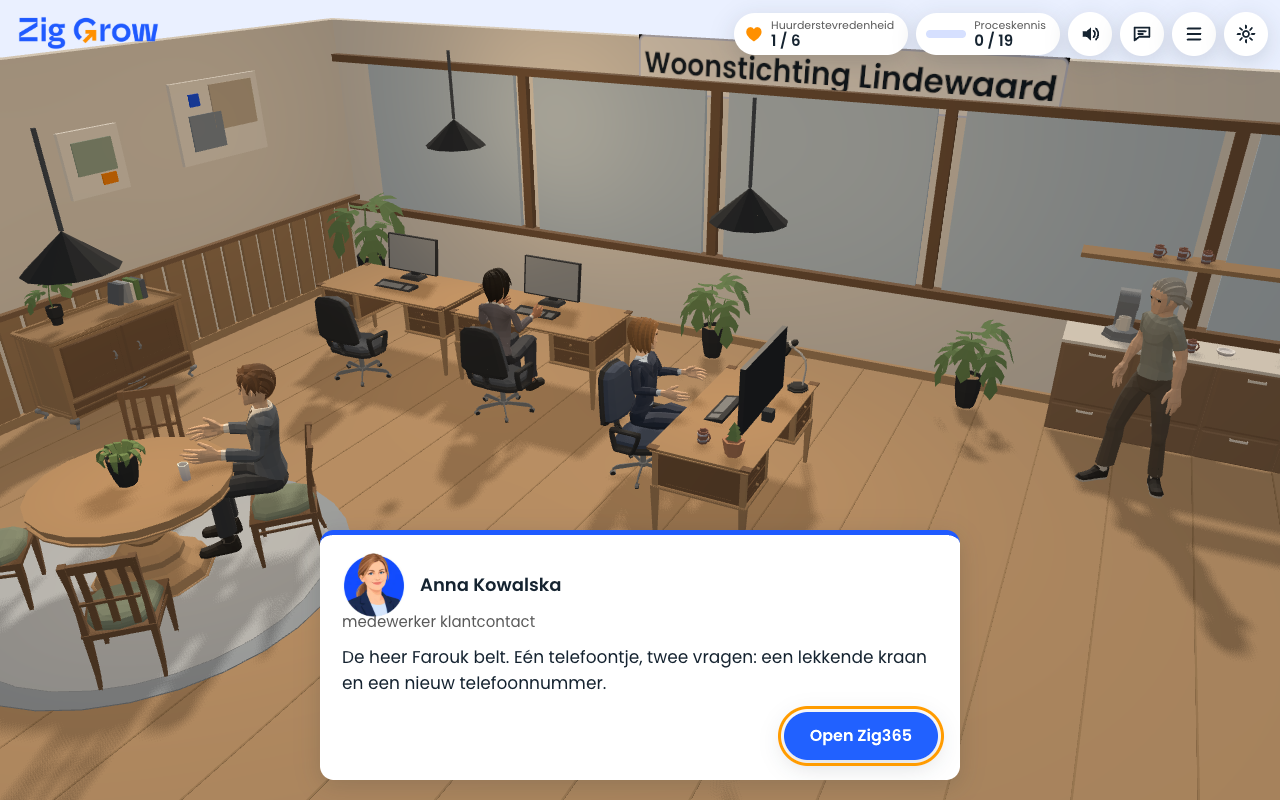 Zig Grow
Huurderstevredenheid
1 / 6
Proceskennis
0 / 19
Woonstichting Lindewaard
Anna Kowalska
medewerker klantcontact
De heer Farouk belt. Eén telefoontje, twee vragen: een lekkende kraan
en een nieuw telefoonnummer.
Open Zig365